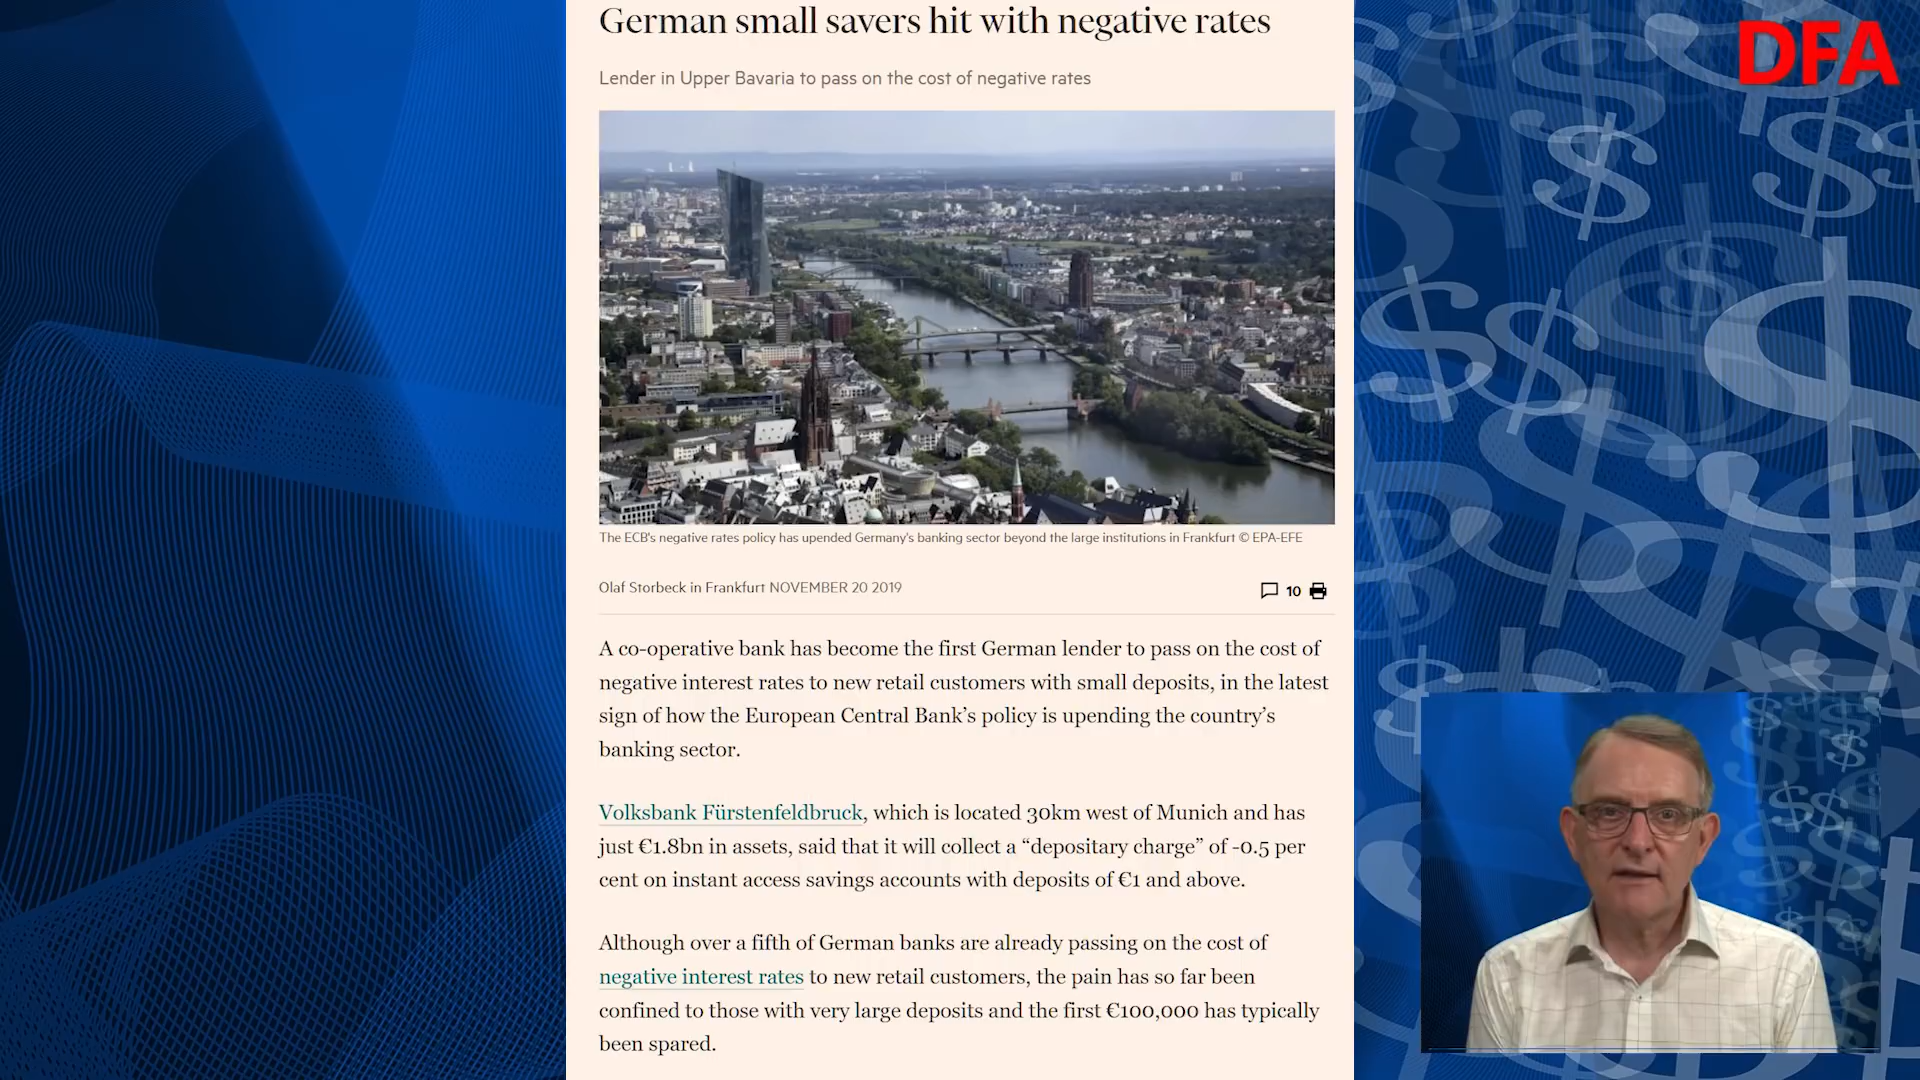 German small savers hit with negative rates
DFA
Lender in Upper Bavaria to pass on the cost of negative rates
The ECB's negative rates policy has upended Germany's banking sector beyond the large institutions in Frankfurt © EPA-EFE
Olaf Storbeck in Frankfurt NOVEMBER 20 2019
10
A co-operative bank has become the first German lender to pass on the cost of
negative interest rates to new retail customers with small deposits, in the latest
sign of how the European Central Bank’s policy is upending the country’s
banking sector.
Volksbank Fürstenfeldbruck, which is located 30km west of Munich and has
just €1.8bn in assets, said that it will collect a “depositary charge” of -0.5 per
cent on instant access savings accounts with deposits of €1 and above.
Although over a fifth of German banks are already passing on the cost of
negative interest rates to new retail customers, the pain has so far been
confined to those with very large deposits and the first €100,000 has typically
been spared.